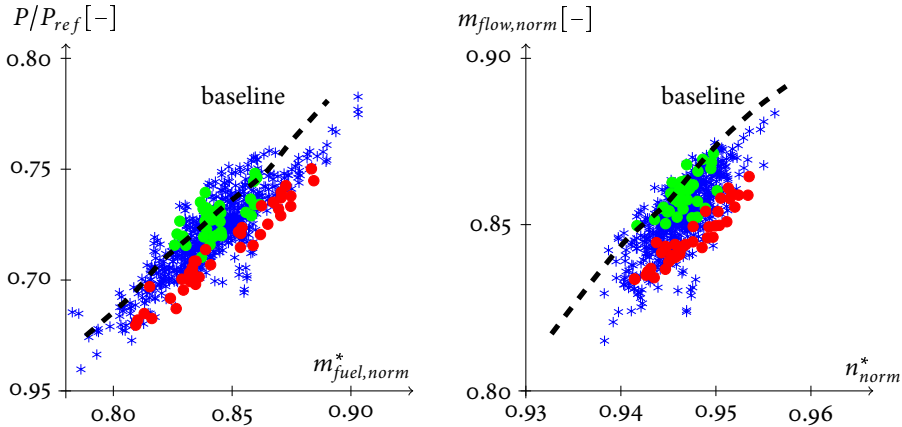 P/P_ref [–]
0.80
baseline
0.75
0.70
0.95
m*_fuel,norm
0.80 0.85 0.90
m_flow,norm [–]
0.90
baseline
0.85
0.80
n*_norm
0.93 0.94 0.95 0.96